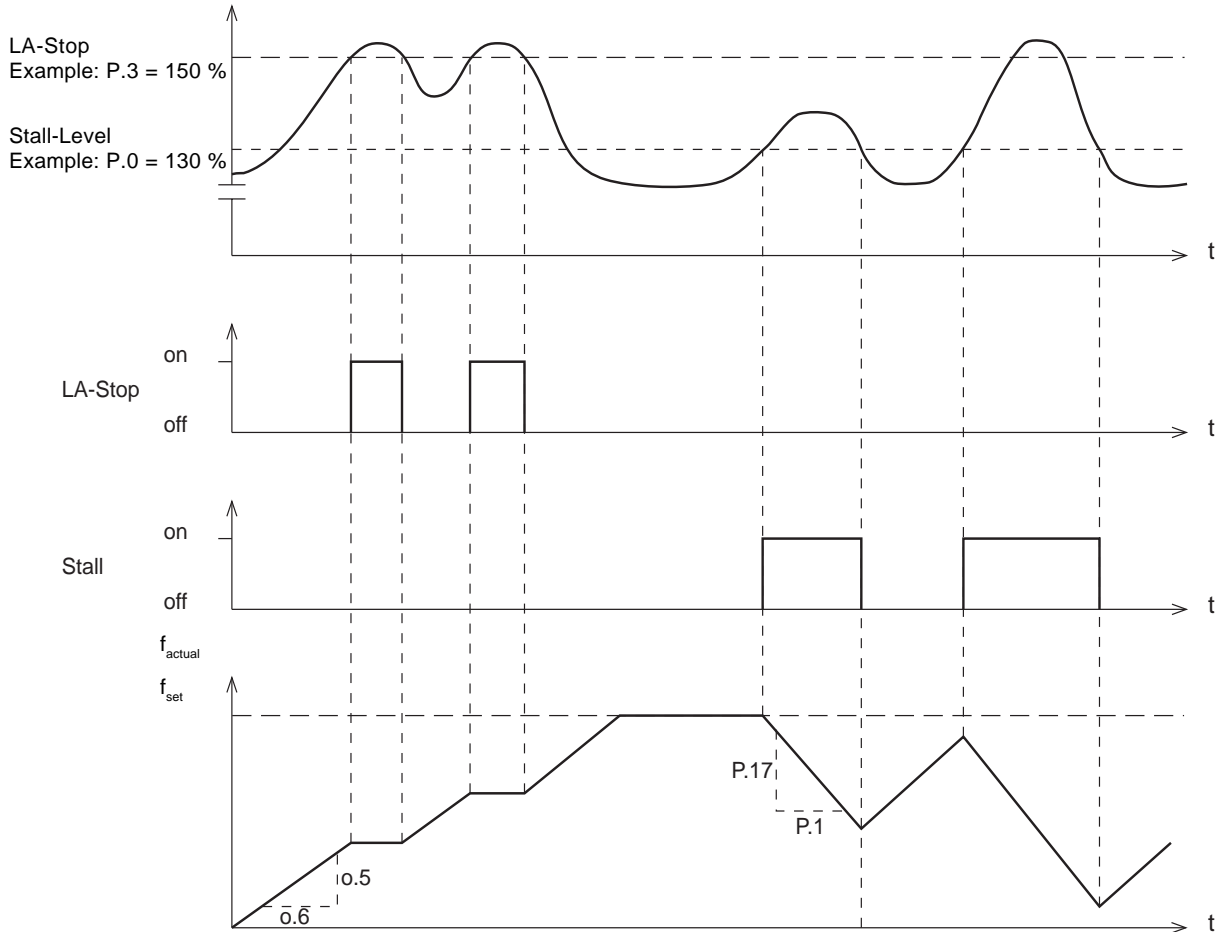 LA-Stop
Example: P.3 = 150 %
Stall-Level
Example: P.0 = 130 %
t
on
LA-Stop
off
t
on
Stall
off
t
f actual
f set
P.17
P.1
o.5
o.6
t